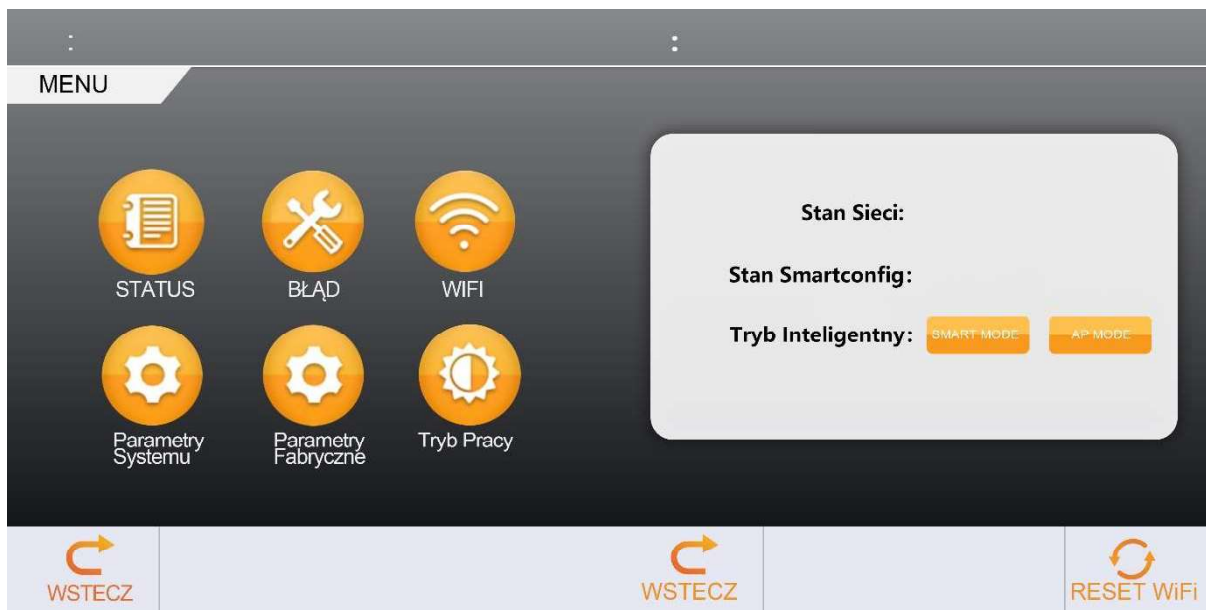 :
:
MENU
STATUS
BŁĄD
WIFI
Parametry
Systemu
Parametry
Fabryczne
Tryb Pracy
Stan Sieci:
Stan Smartconfig:
Tryb Inteligentny: SMART MODE AP MODE
WSTECZ
WSTECZ
RESET WiFi